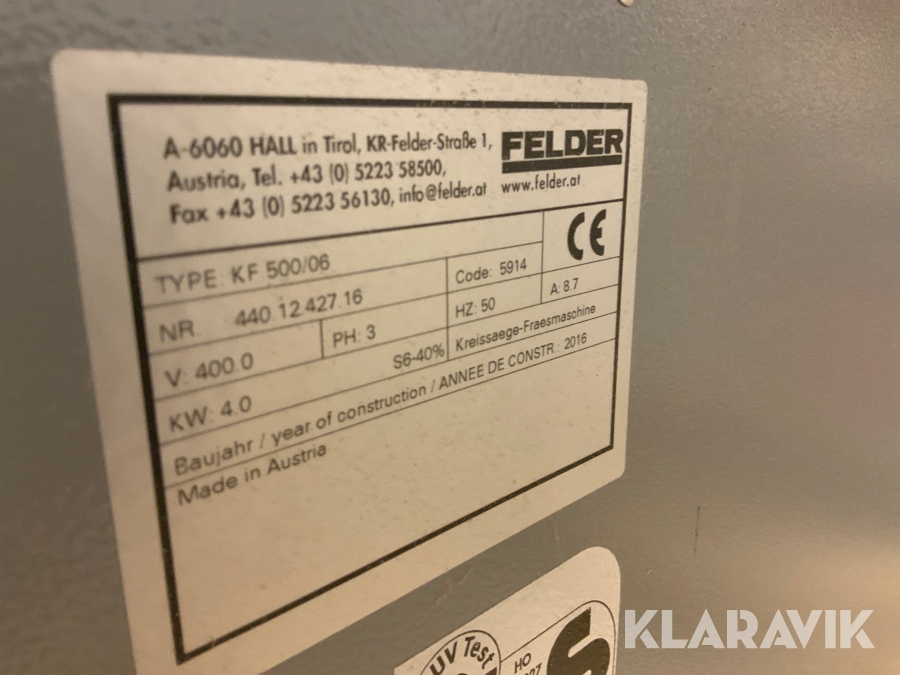 A-6060 HALL in Tirol, KR-Felder-Straße 1,
Austria, Tel. +43 (0) 5223 58500,
Fax +43 (0) 5223 56130, info@felder.at
FELDER
www.felder.at
CE
TYPE: KF 500/06
Code: 5914
NR 440.12.427.16
HZ: 50
A: 8.7
V: 400.0
PH: 3
KW: 4.0
S6-40%
Kreissaege-Fraesmaschine
Baujahr / year of construction / ANNEE DE CONSTR.: 2016
Made in Austria
UV Test
HO
S
KLARAVIK